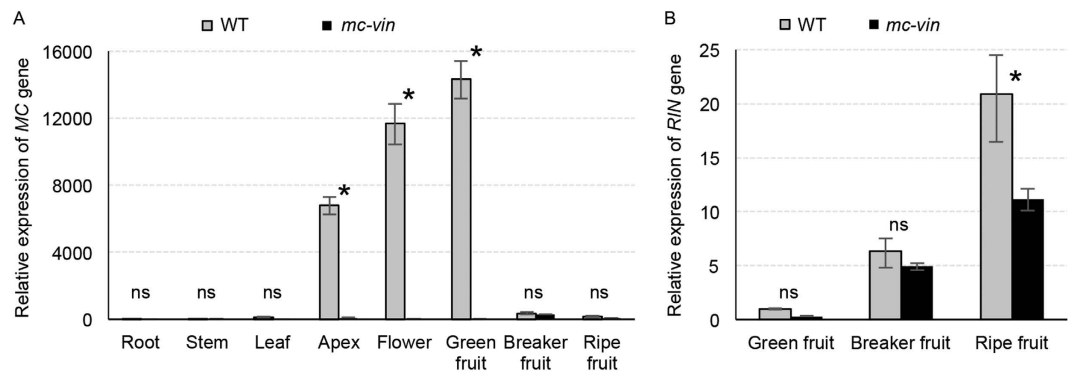 A
WT
mc-vin
Relative expression of MC gene
16000
12000
8000
4000
0
ns
ns
ns
*
*
*
ns
ns
Root
Stem
Leaf
Apex
Flower
Green
fruit
Breaker
fruit
Ripe
fruit
B
WT
mc-vin
Relative expression of RIN gene
25
20
15
10
5
0
ns
ns
*
Green fruit
Breaker fruit
Ripe fruit